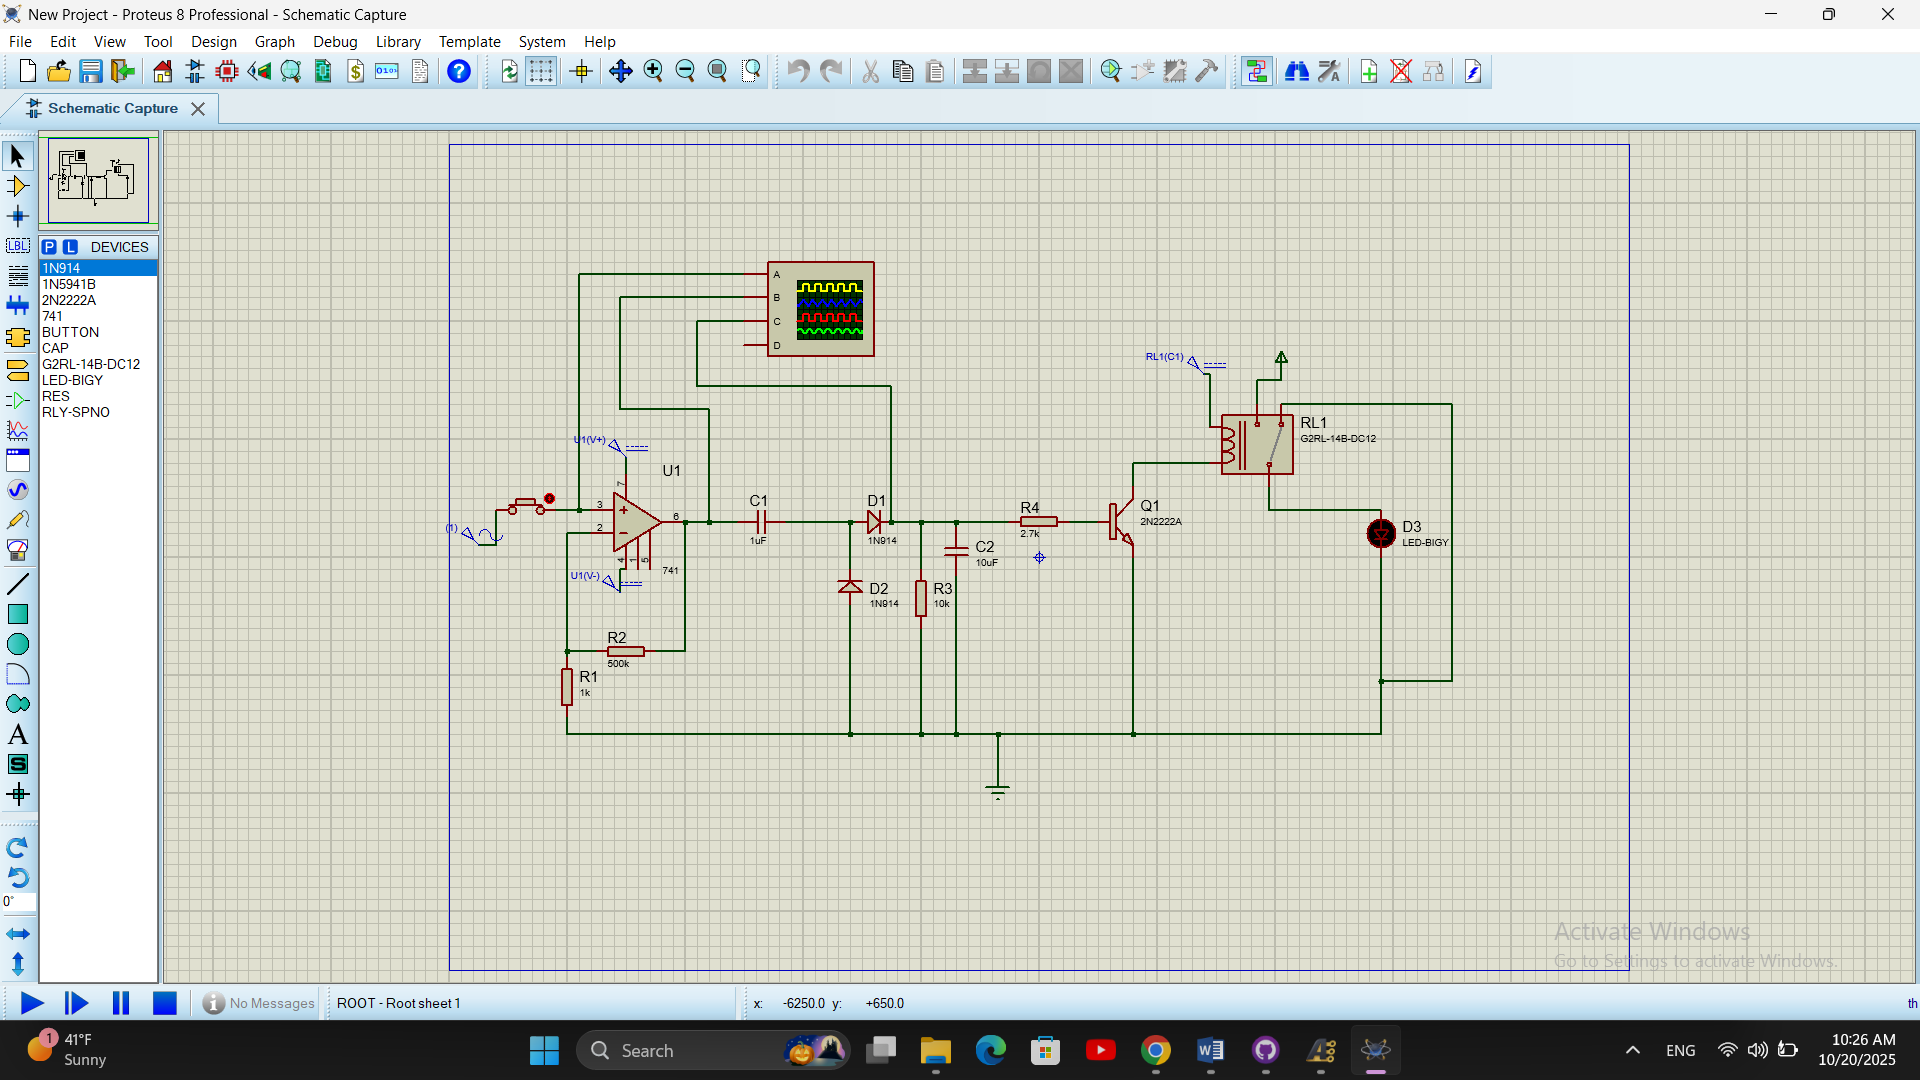 New Project - Proteus 8 Professional - Schematic Capture
File Edit View Tool Design Graph Debug Library Template System Help
Schematic Capture
P L DEVICES
1N914
1N5941B
2N2222A
741
BUTTON
CAP
G2RL-14B-DC12
LED-BIGY
RES
RLY-SPNO
LBL
A
S
0°
A
B
C
D
RL1(C1)
RL1
G2RL-14B-DC12
U1(V+)
U1
7
3
2
6
4
1
5
741
(1)
U1(V-)
C1
1uF
D1
1N914
D2
1N914
C2
10uF
R3
10k
R4
2.7k
Q1
2N2222A
D3
LED-BIGY
R2
500k
R1
1k
Activate Windows
Go to Settings to activate Windows.
No Messages
ROOT - Root sheet 1
x: -6250.0 y: +650.0
th
1
41°F
Sunny
Search
ENG
10:26 AM
10/20/2025